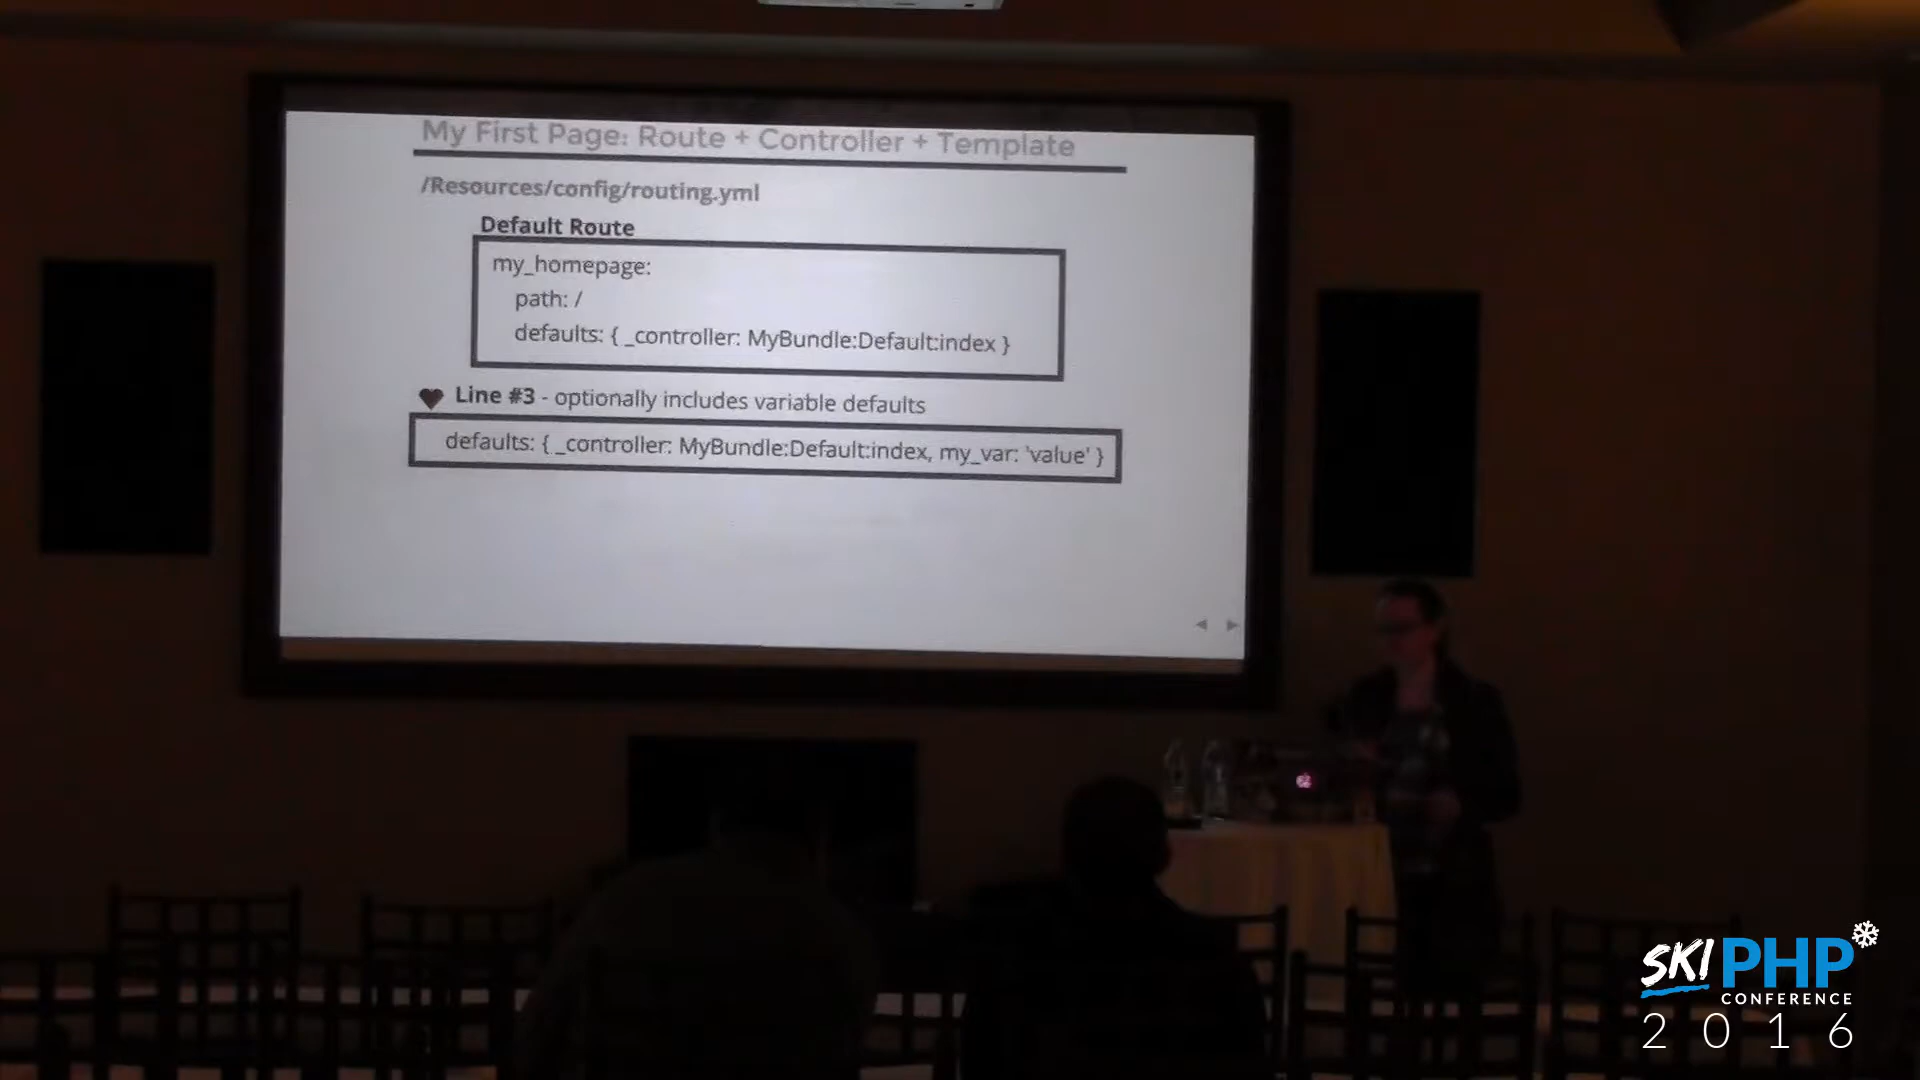 My First Page: Route + Controller + Template
/Resources/config/routing.yml
Default Route
my_homepage:
path: /
defaults: { _controller: MyBundle:Default:index }
Line #3 - optionally includes variable defaults
defaults: { _controller: MyBundle:Default:index, my_var: 'value' }
SKI PHP
CONFERENCE
2016